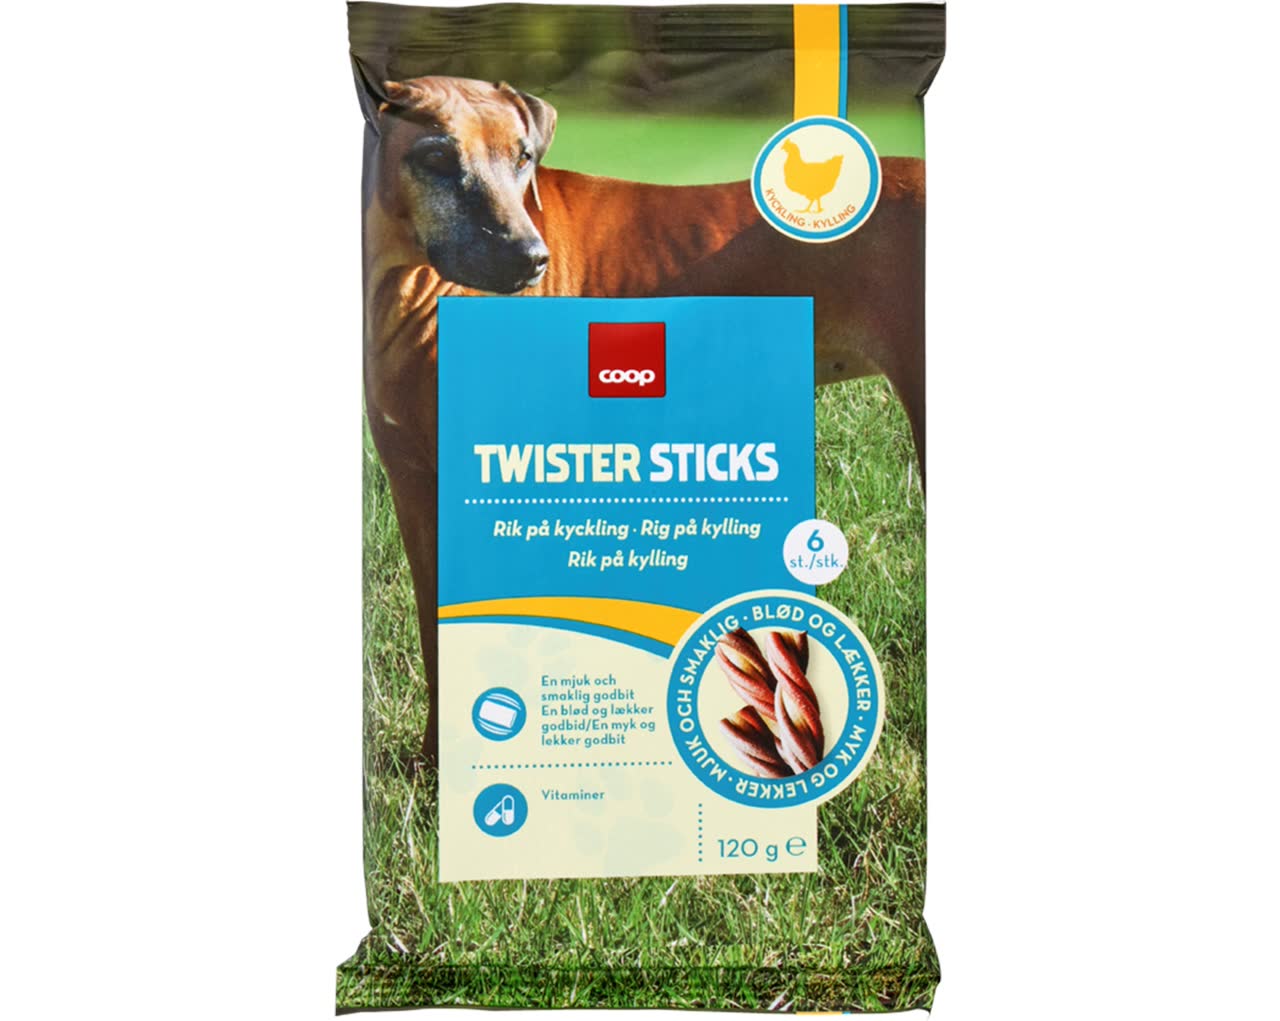 KYCKLING · KYLLING
coop
TWISTER STICKS
Rik på kyckling · Rig på kylling
Rik på kylling
6
st./stk.
En mjuk och
smaklig godbit
En blød og lækker
godbid/En myk og
lekker godbit
Vitaminer
MJUK OCH SMAKLIG · BLØD OG LÆKKER · MYK OG LEKKER ·
120 g ℮